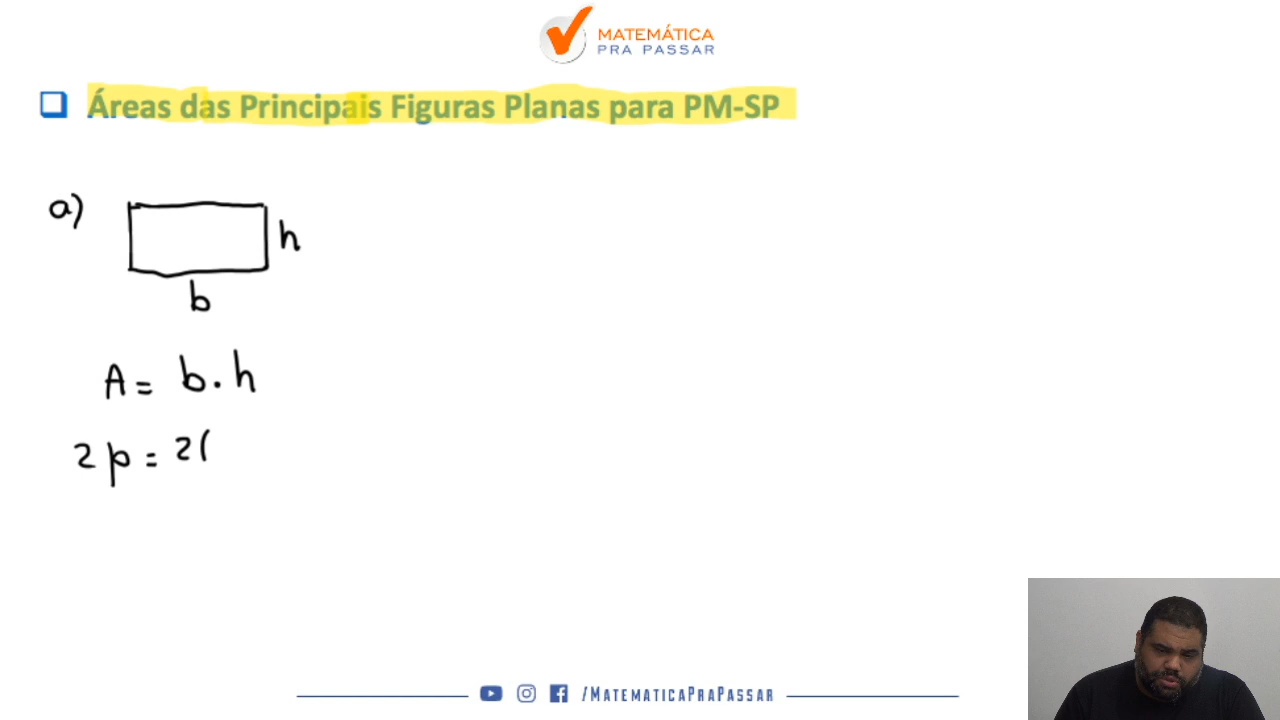 MATEMÁTICA
PRA PASSAR
Áreas das Principais Figuras Planas para PM-SP
a)
h
b
A = b . h
2p = 2(
/MATEMATICAPRAPASSAR